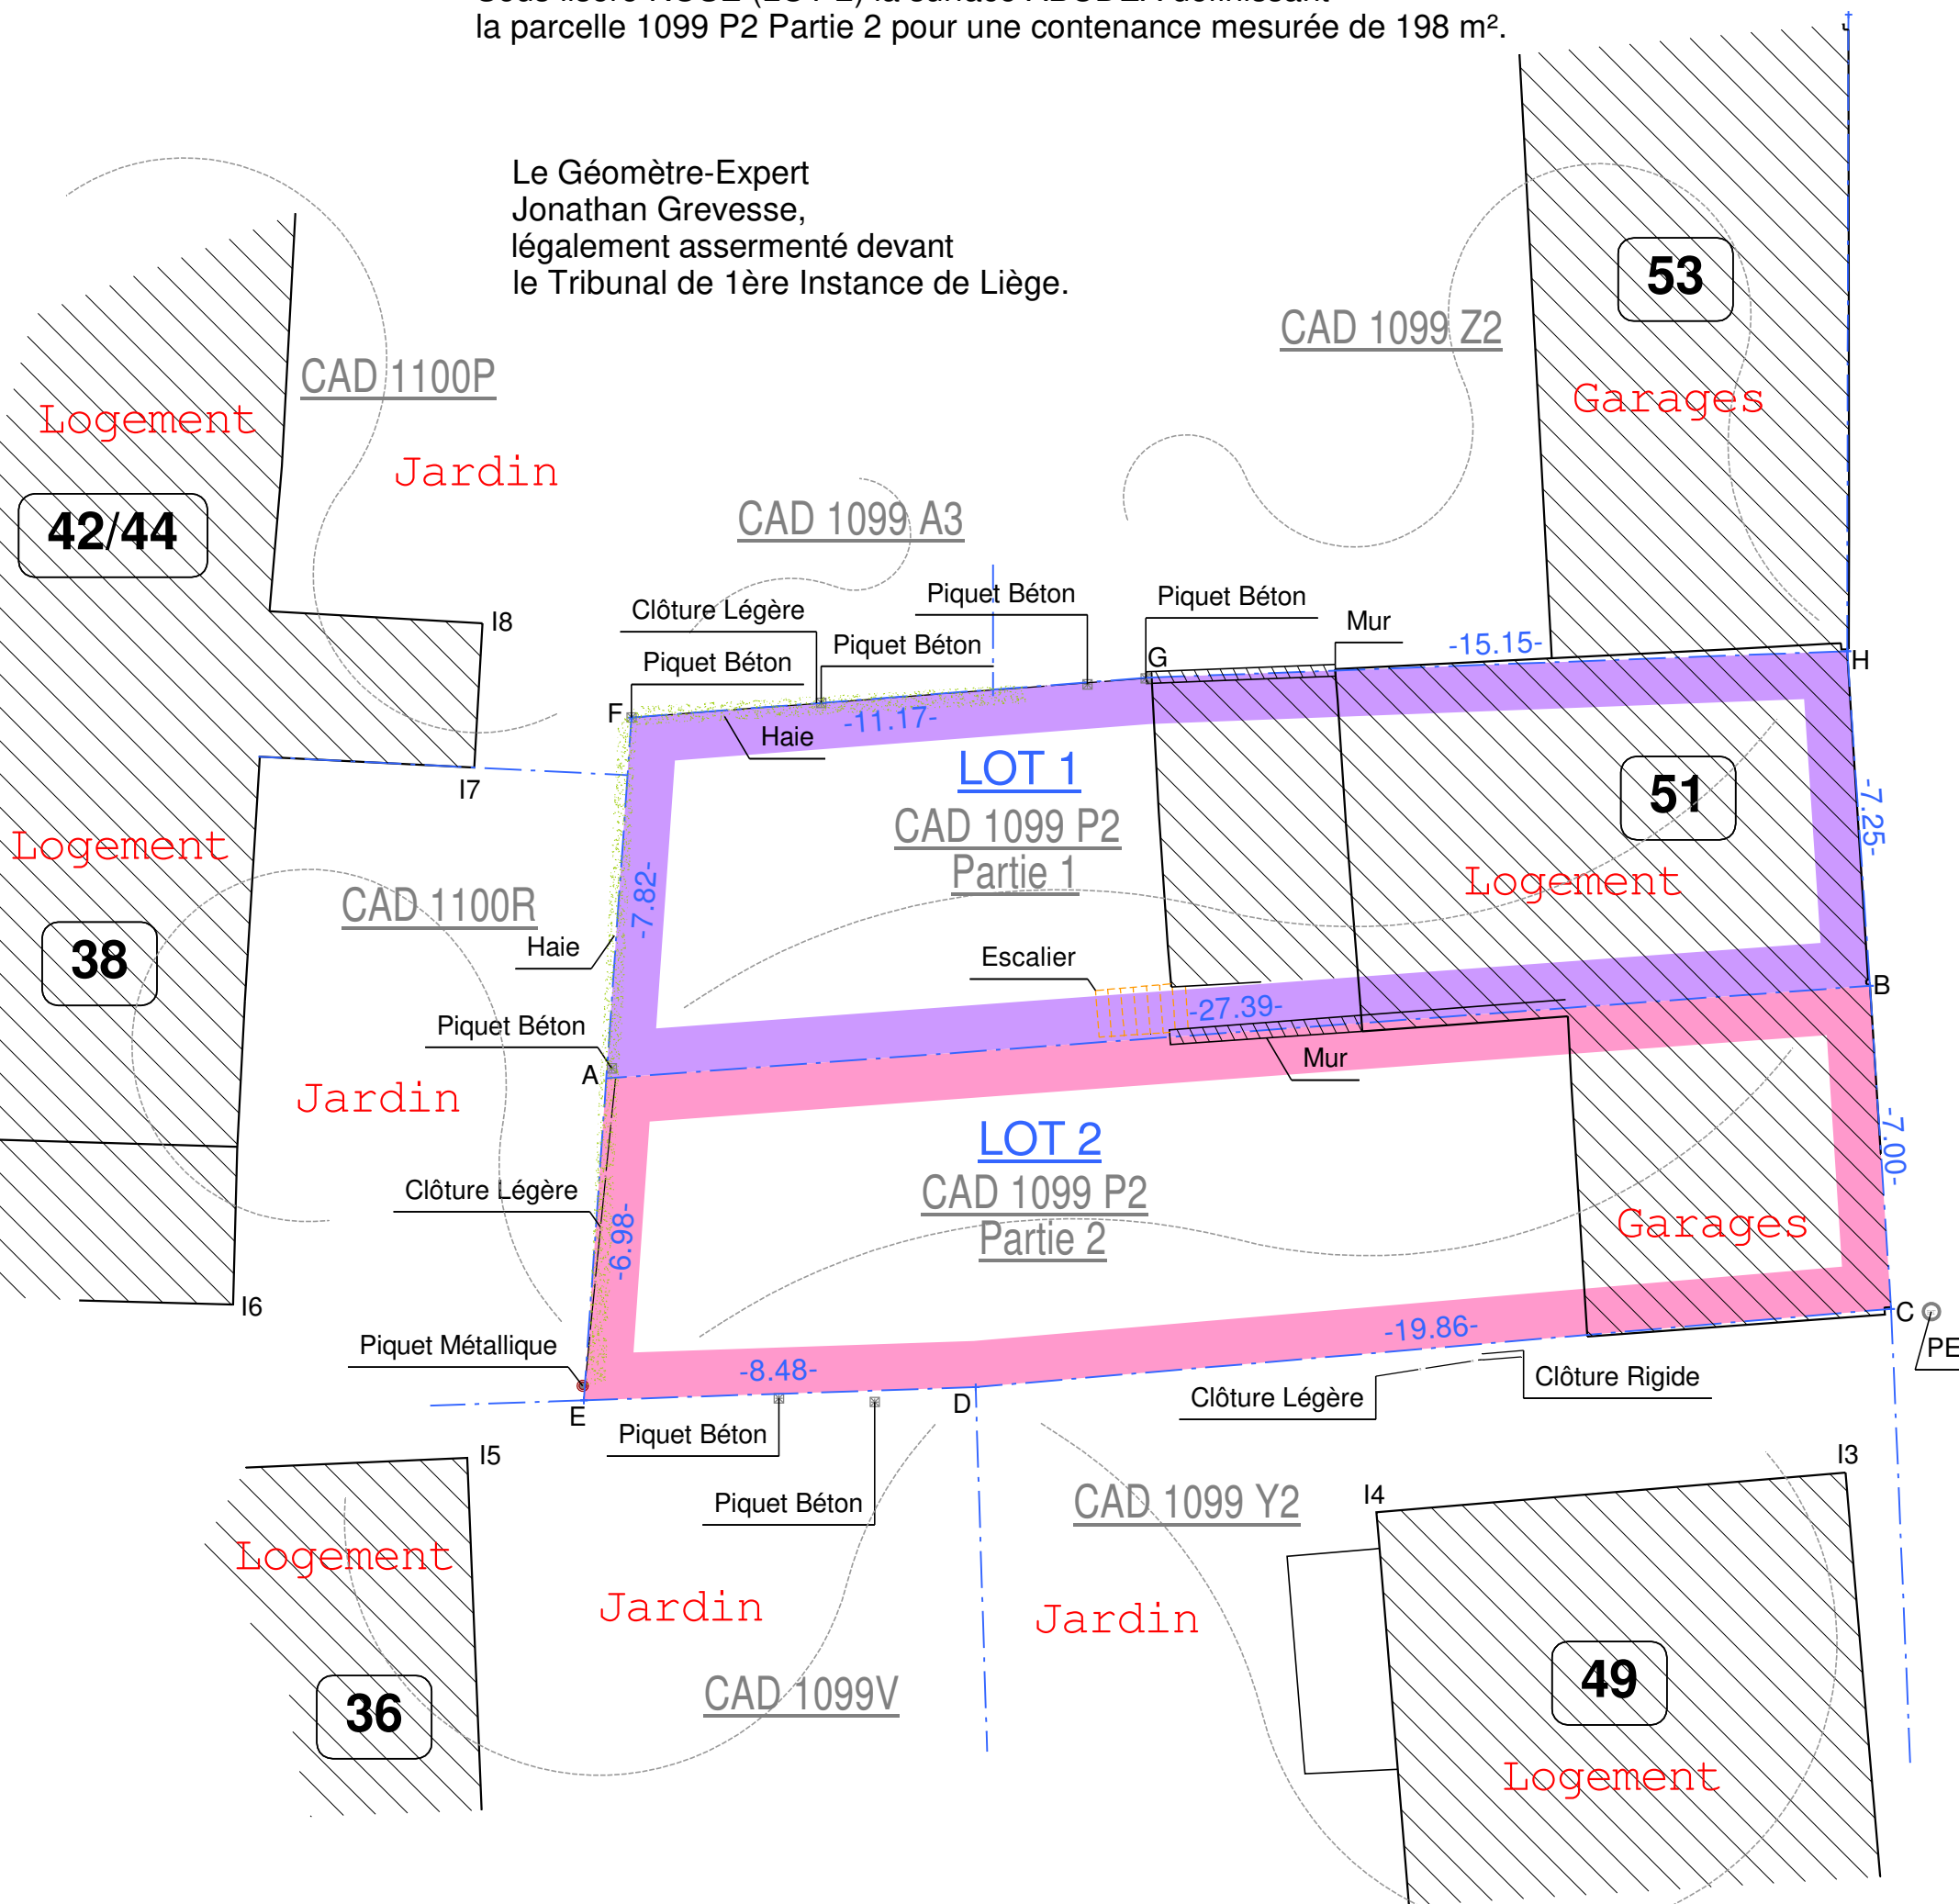 la parcelle 1099 P2 Partie 2 pour une contenance mesurée de 198 m².
Le Géomètre-Expert
Jonathan Grevesse,
légalement assermenté devant
le Tribunal de 1ère Instance de Liège.
53
CAD 1099 Z2
CAD 1100P
Garages
Logement
Jardin
42/44
CAD 1099 A3
Piquet Béton
Piquet Béton
Clôture Légère
I8
Mur
Piquet Béton
-15.15-
G
Piquet Béton
H
F
-11.17-
Haie
LOT 1
I7
51
-7.25-
CAD 1099 P2
Partie 1
Logement
Logement
CAD 1100R
-7.82-
Haie
38
Escalier
B
-27.39-
Piquet Béton
Mur
A
Jardin
LOT 2
-7.00-
CAD 1099 P2
Partie 2
Clôture Légère
Garages
-6.98-
I6
C
-19.86-
PE
Piquet Métallique
-8.48-
Clôture Rigide
Clôture Légère
D
E
Piquet Béton
I5
I3
I4
Piquet Béton
CAD 1099 Y2
Logement
Jardin
Jardin
49
CAD 1099V
36
Logement